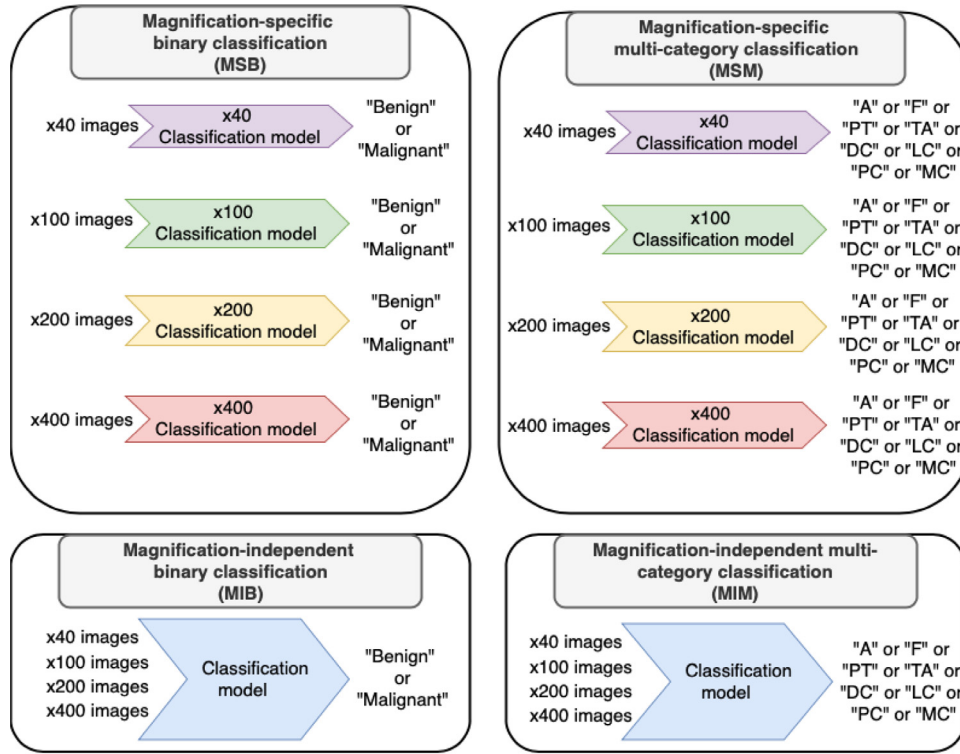 Magnification-specific
binary classification
(MSB)
x40 images
x40
Classification model
"Benign"
or
"Malignant"
x100 images
x100
Classification model
"Benign"
or
"Malignant"
x200 images
x200
Classification model
"Benign"
or
"Malignant"
x400 images
x400
Classification model
"Benign"
or
"Malignant"
Magnification-specific
multi-category classification
(MSM)
x40 images
x40
Classification model
"A" or "F" or
"PT" or "TA" or
"DC" or "LC" or
"PC" or "MC"
x100 images
x100
Classification model
"A" or "F" or
"PT" or "TA" or
"DC" or "LC" or
"PC" or "MC"
x200 images
x200
Classification model
"A" or "F" or
"PT" or "TA" or
"DC" or "LC" or
"PC" or "MC"
x400 images
x400
Classification model
"A" or "F" or
"PT" or "TA" or
"DC" or "LC" or
"PC" or "MC"
Magnification-independent
binary classification
(MIB)
x40 images
x100 images
x200 images
x400 images
Classification
model
"Benign"
or
"Malignant"
Magnification-independent multi-
category classification
(MIM)
x40 images
x100 images
x200 images
x400 images
Classification
model
"A" or "F" or
"PT" or "TA" or
"DC" or "LC" or
"PC" or "MC"